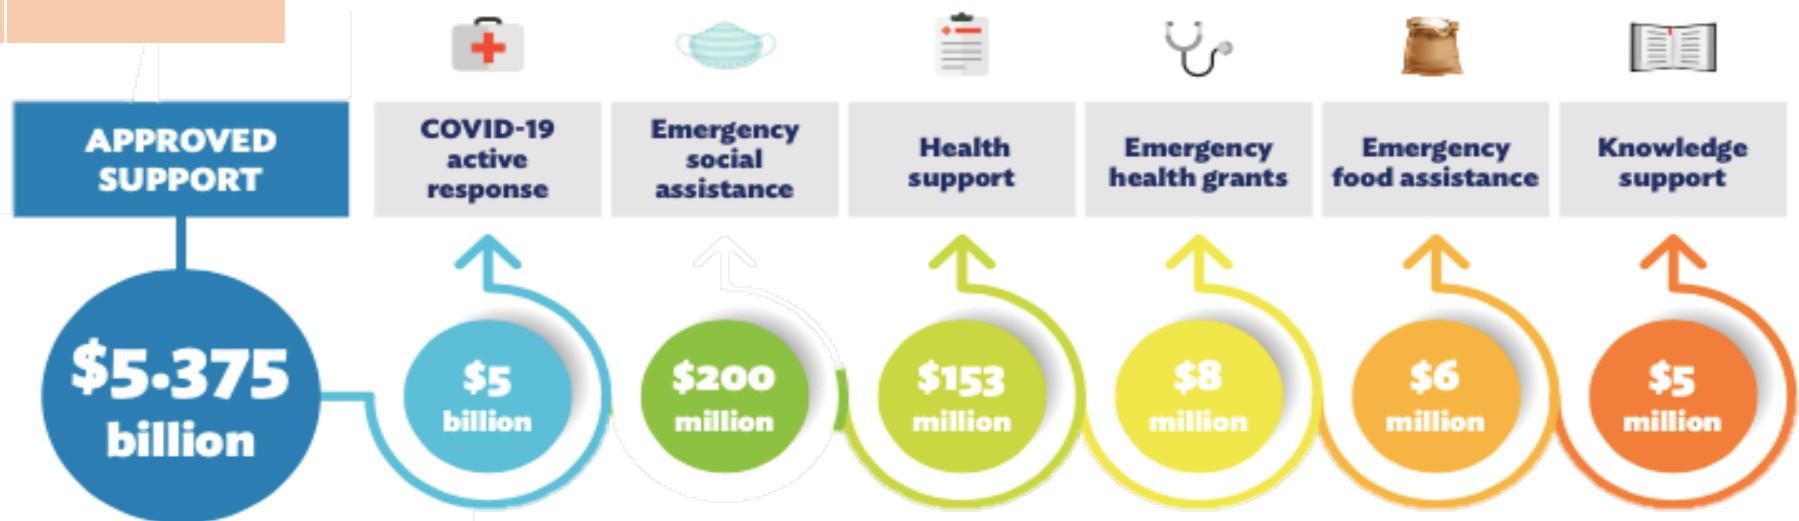 APPROVED
SUPPORT
$5.375
billion
COVID-19
active
response
$5
billion
Emergency
social
assistance
$200
million
Health
support
$153
million
Emergency
health grants
$8
million
Emergency
food assistance
$6
million
Knowledge
support
$5
million